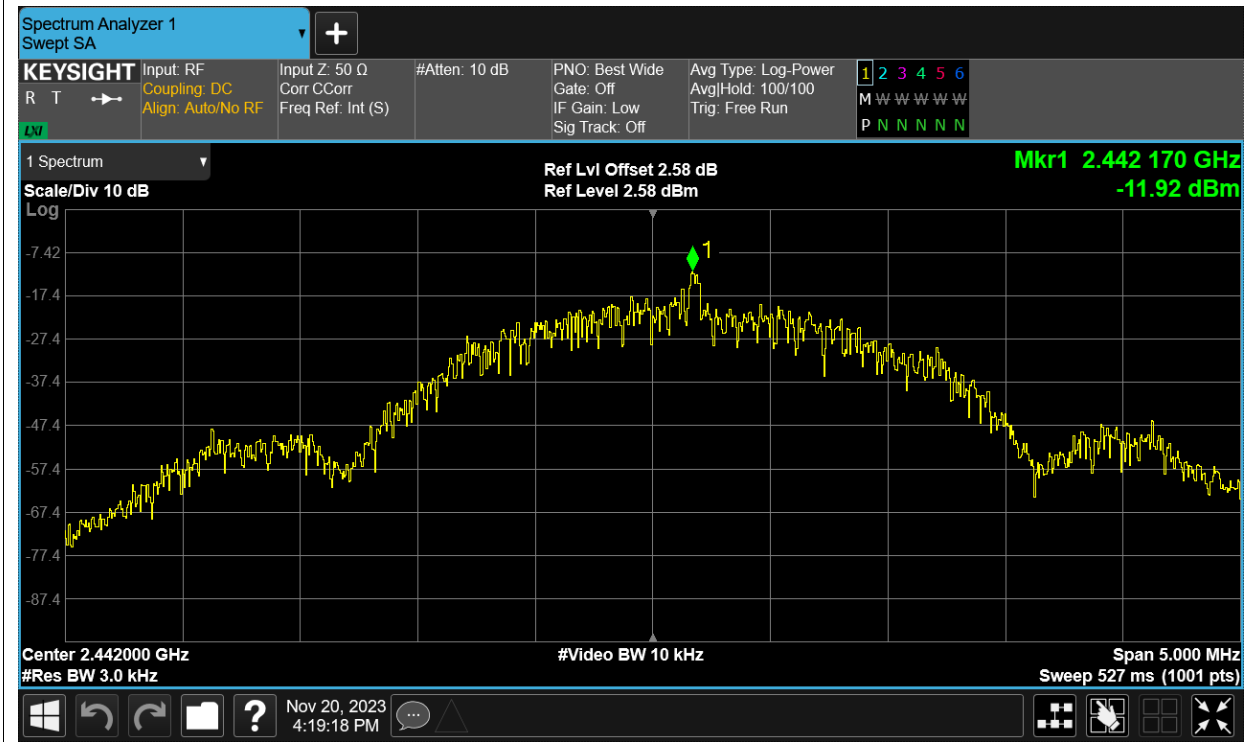 Spectrum Analyzer 1
Swept SA
KEYSIGHT
R T
LXI
Input: RF
Coupling: DC
Align: Auto/No RF
Input Z: 50 Ω
Corr CCorr
Freq Ref: Int (S)
#Atten: 10 dB
PNO: Best Wide
Gate: Off
IF Gain: Low
Sig Track: Off
Avg Type: Log-Power
Avg|Hold: 100/100
Trig: Free Run
1 2 3 4 5 6
M W W W W W
P N N N N N N
1 Spectrum
Scale/Div 10 dB
Ref Lvl Offset 2.58 dB
Ref Level 2.58 dBm
Mkr1 2.442 170 GHz
-11.92 dBm
Log
1
-7.42
-17.4
-27.4
-37.4
-47.4
-57.4
-67.4
-77.4
-87.4
Center 2.442000 GHz
#Res BW 3.0 kHz
#Video BW 10 kHz
Span 5.000 MHz
Sweep 527 ms (1001 pts)
?
Nov 20, 2023
4:19:18 PM